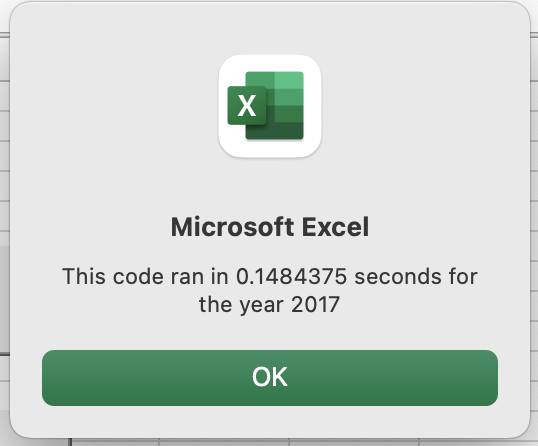 X
Microsoft Excel
This code ran in 0.1484375 seconds for
the year 2017
OK